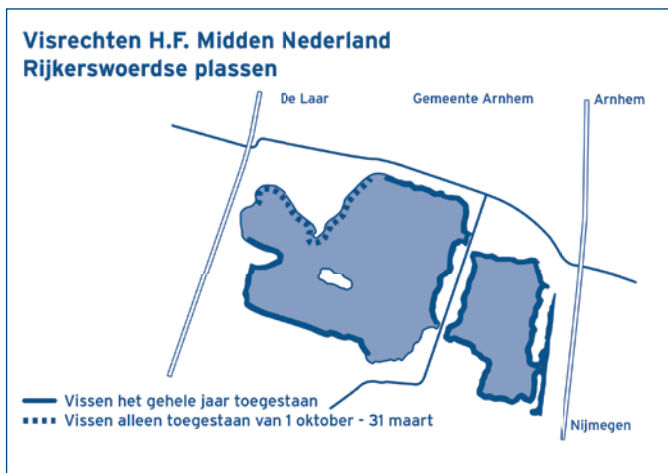 Visrechten H.F. Midden Nederland
Rijkerswoerdse plassen
De Laar
Gemeente Arnhem
Arnhem
Vissen het gehele jaar toegestaan
Vissen alleen toegestaan van 1 oktober - 31 maart
Nijmegen